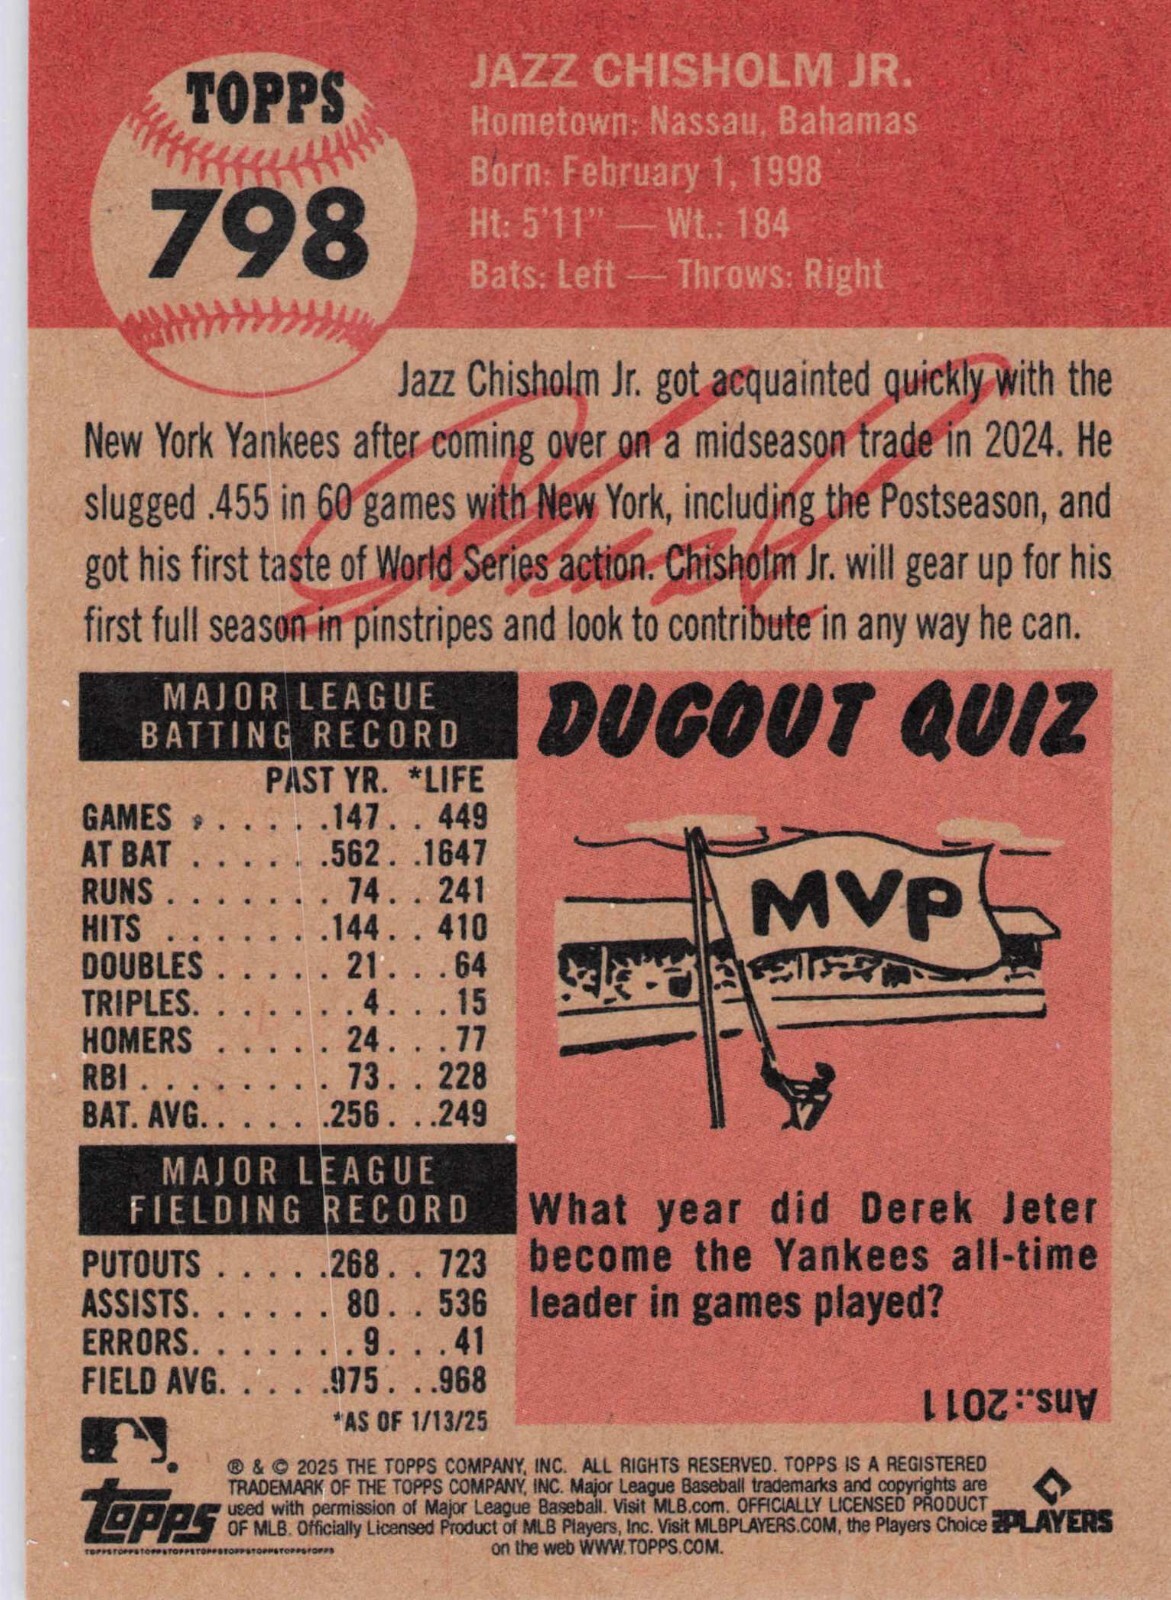 TOPPS
798
JAZZ CHISHOLM JR.
Hometown: Nassau, Bahamas
Born: February 1, 1998
Ht: 5'11" — Wt.: 184
Bats: Left — Throws: Right
Jazz Chisholm Jr. got acquainted quickly with the
New York Yankees after coming over on a midseason trade in 2024. He
slugged .455 in 60 games with New York, including the Postseason, and
got his first taste of World Series action. Chisholm Jr. will gear up for his
first full season in pinstripes and look to contribute in any way he can.
MAJOR LEAGUE
BATTING RECORD
PAST YR. *LIFE
GAMES . . . . . .147. . 449
AT BAT . . . . . .562. .1647
RUNS . . . . . . . 74. . 241
HITS . . . . . . .144. . 410
DOUBLES . . . . . 21. . .64
TRIPLES. . . . . . .4. . .15
HOMERS . . . . . 24. . .77
RBI . . . . . . . . 73. . 228
BAT. AVG. . . . . .256. . .249
MAJOR LEAGUE
FIELDING RECORD
PUTOUTS . . . . .268. . 723
ASSISTS. . . . . . 80. . 536
ERRORS. . . . . . .9. . .41
FIELD AVG. . . . .975. . .968
*AS OF 1/13/25
DUGOUT QUIZ
MVP
What year did Derek Jeter
become the Yankees all-time
leader in games played?
Ans.: 2011
topps
® & © 2025 THE TOPPS COMPANY, INC. ALL RIGHTS RESERVED. TOPPS IS A REGISTERED
TRADEMARK OF THE TOPPS COMPANY, INC. Major League Baseball trademarks and copyrights are
used with permission of Major League Baseball. Visit MLB.com. OFFICIALLY LICENSED PRODUCT
OF MLB. Officially Licensed Product of MLB Players, Inc. Visit MLBPLAYERS.COM, the Players Choice
on the web WWW.TOPPS.COM.
PLAYERS